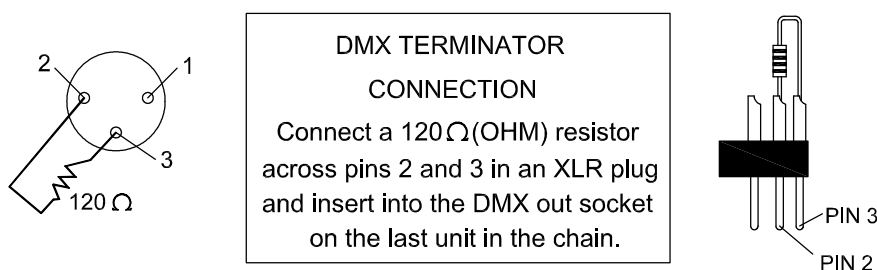 2
1
3
120 Ω
DMX TERMINATOR
CONNECTION
Connect a 120Ω(OHM) resistor
across pins 2 and 3 in an XLR plug
and insert into the DMX out socket
on the last unit in the chain.
PIN 3
PIN 2